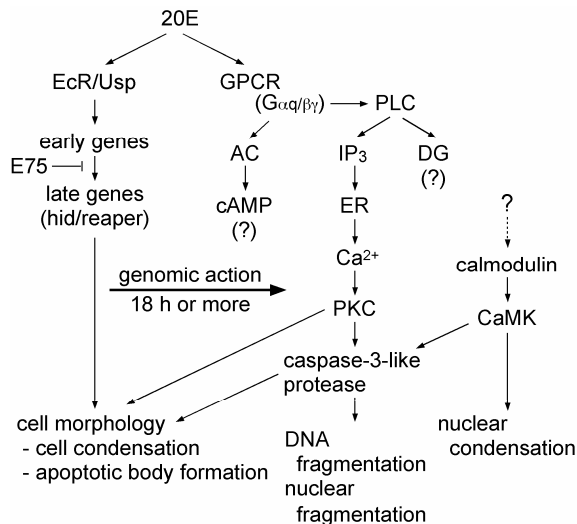 20E
EcR/Usp
GPCR
(Gαq/βγ)
PLC
early genes
AC
IP3
DG
(?)
E75
late genes
(hid/reaper)
cAMP
(?)
ER
?
Ca2+
calmodulin
genomic action
18 h or more
PKC
CaMK
caspase-3-like
protease
cell morphology
- cell condensation
- apoptotic body formation
DNA
fragmentation
nuclear
fragmentation
nuclear
condensation